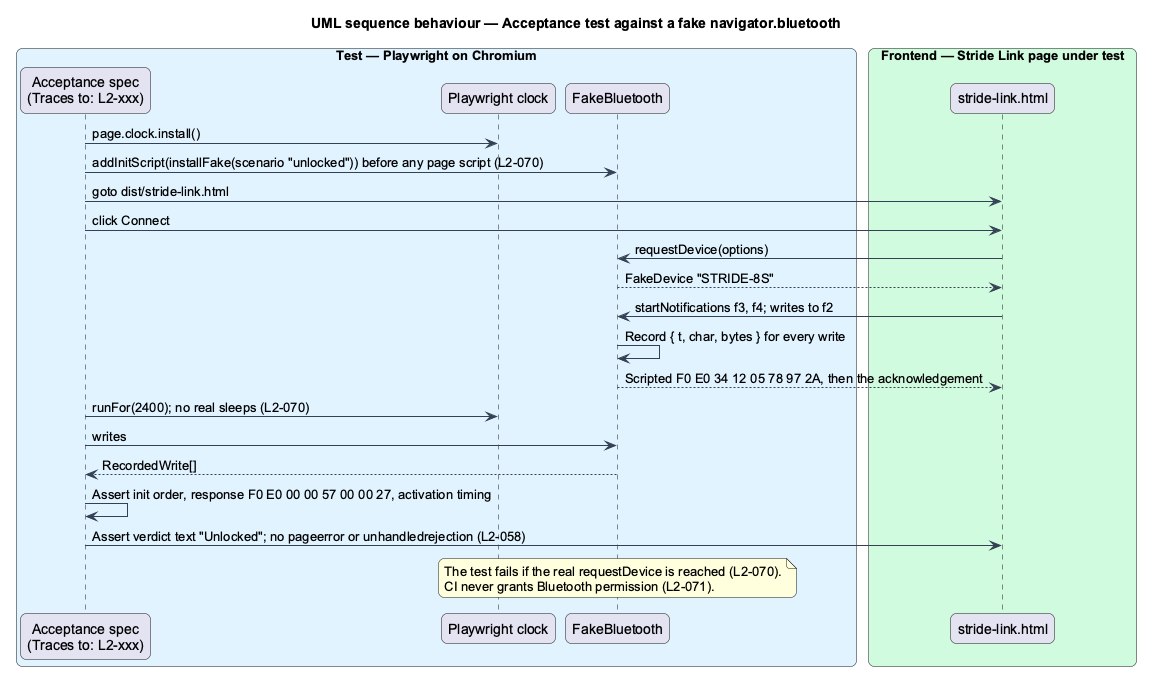 UML sequence behaviour — Acceptance test against a fake navigator.bluetooth
Test — Playwright on Chromium
Frontend — Stride Link page under test
Acceptance spec
(Traces to: L2-xxx)
Playwright clock
FakeBluetooth
stride-link.html
page.clock.install()
addInitScript(installFake(scenario "unlocked")) before any page script (L2-070)
goto dist/stride-link.html
click Connect
requestDevice(options)
FakeDevice "STRIDE-8S"
startNotifications f3, f4; writes to f2
Record { t, char, bytes } for every write
Scripted F0 E0 34 12 05 78 97 2A, then the acknowledgement
runFor(2400); no real sleeps (L2-070)
writes
RecordedWrite[]
Assert init order, response F0 E0 00 00 57 00 00 27, activation timing
Assert verdict text "Unlocked"; no pageerror or unhandledrejection (L2-058)
The test fails if the real requestDevice is reached (L2-070).
CI never grants Bluetooth permission (L2-071).
Acceptance spec
(Traces to: L2-xxx)
Playwright clock
FakeBluetooth
stride-link.html